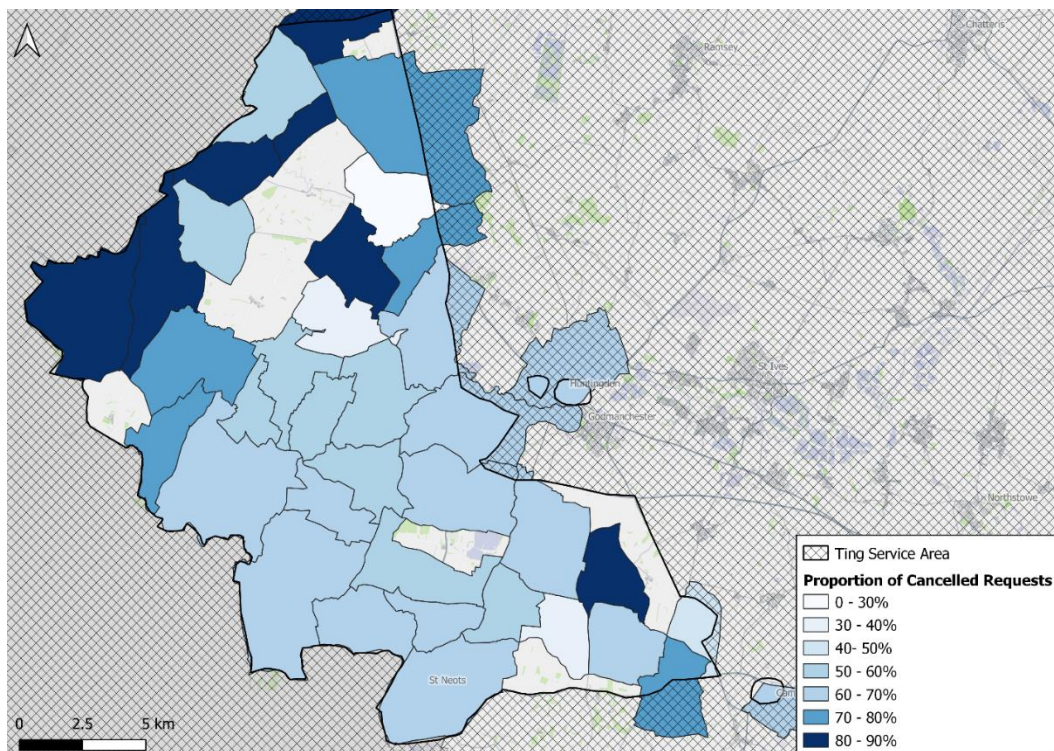 Chatteris
Ramsey
St Ives
Huntingdon
Godmanchester
Northstowe
St Neots
Cam
Ting Service Area
Proportion of Cancelled Requests
0 - 30%
30 - 40%
40- 50%
50 - 60%
60 - 70%
70 - 80%
80 - 90%
0 2.5 5 km